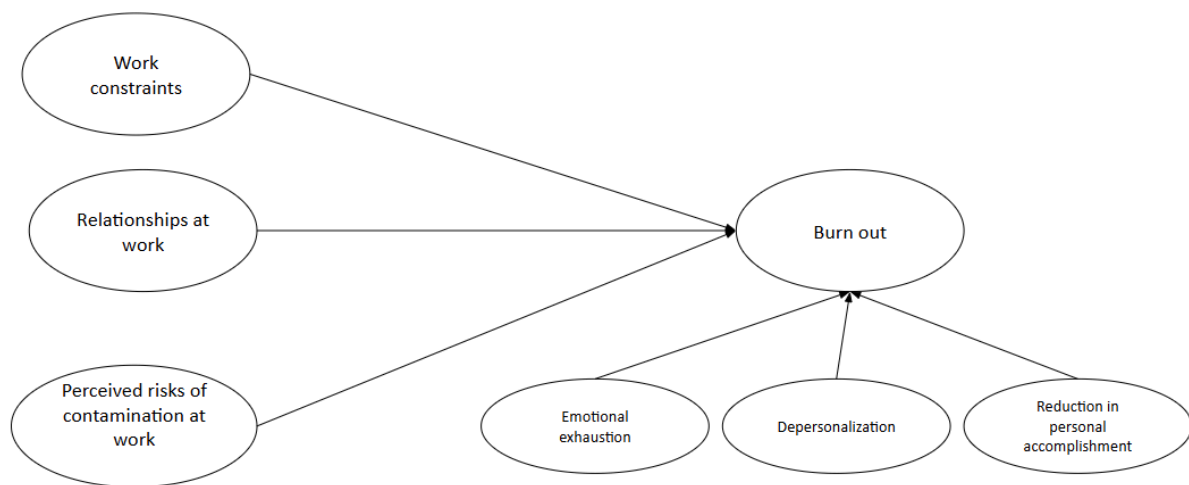 Work
constraints
Relationships at
work
Burn out
Perceived risks of
contamination at
work
Emotional
exhaustion
Depersonalization
Reduction in
personal
accomplishment